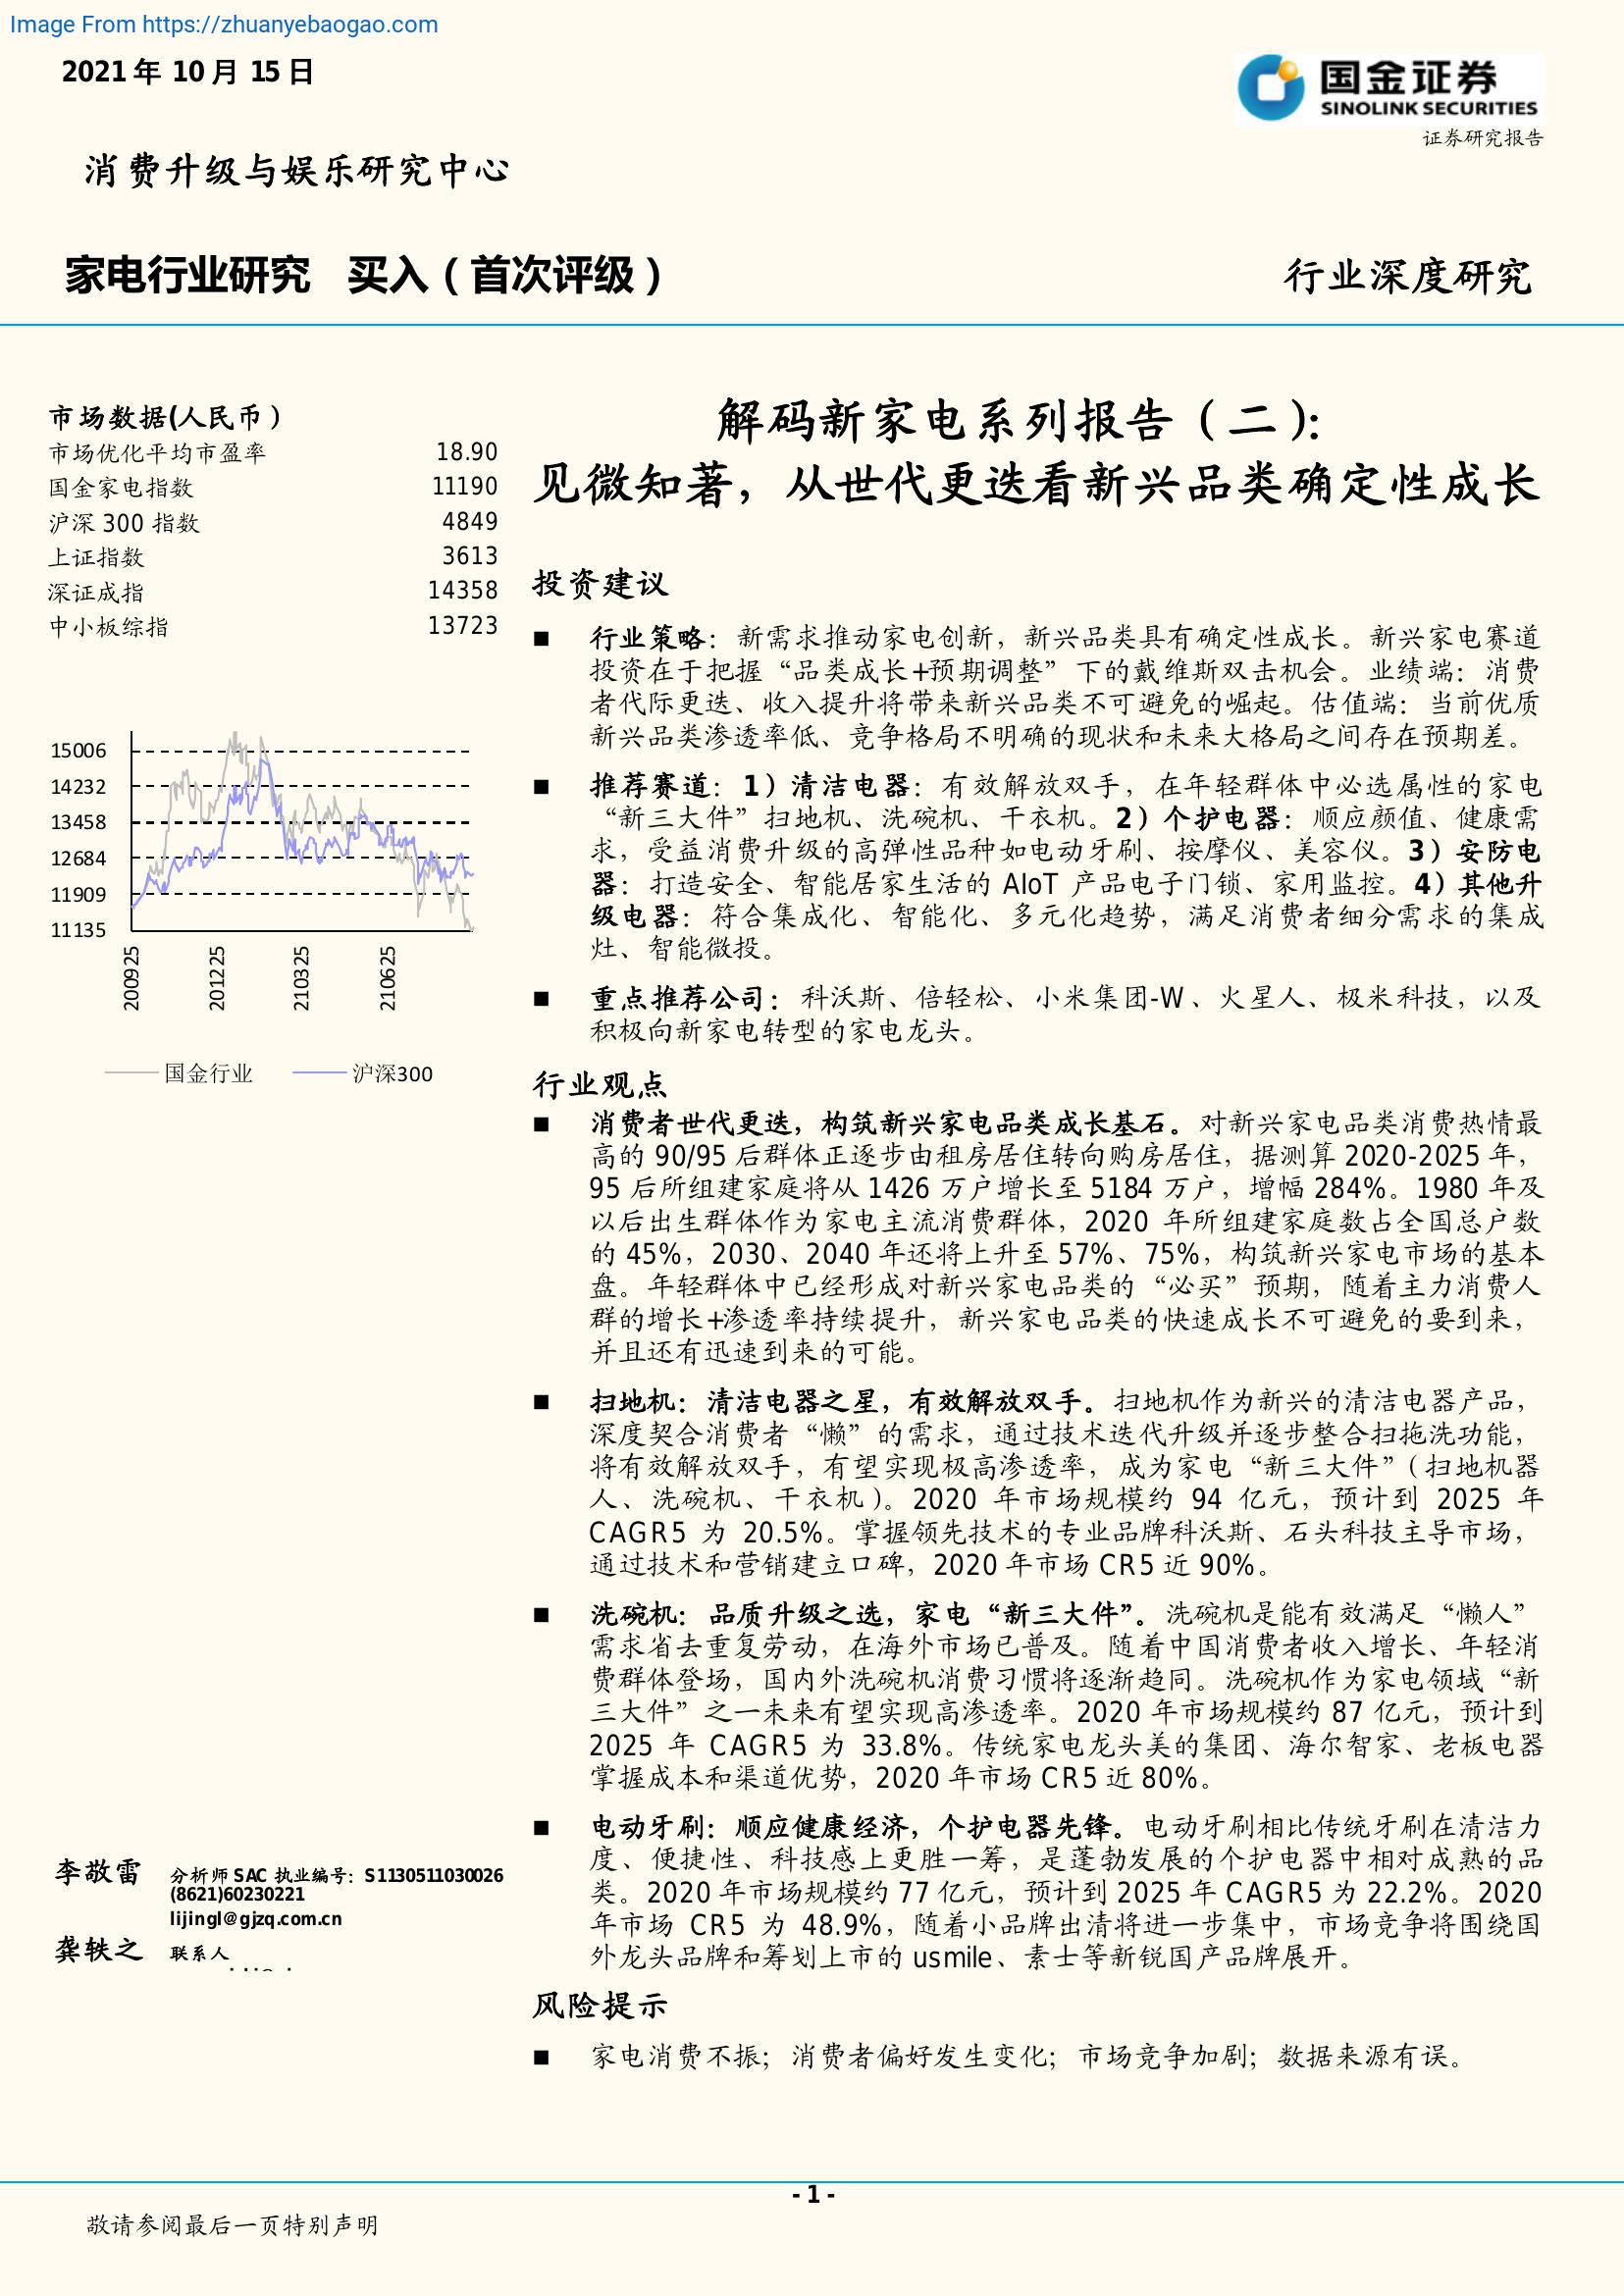 Image From https://zhuanyebaogao.com
2021 年 10 月 15 日
国金证券
SINOLINK SECURITIES
证券研究报告
消费升级与娱乐研究中心
家电行业研究 买入（首次评级）
行业深度研究
市场数据(人民币）
市场优化平均市盈率 18.90
国金家电指数 11190
沪深 300 指数 4849
上证指数 3613
深证成指 14358
中小板综指 13723
15006
14232
13458
12684
11909
11135
200925
201225
210325
210625
国金行业 沪深300
李敬雷 分析师 SAC 执业编号：S1130511030026
(8621)60230221
lijingl@gjzq.com.cn
龚轶之 联系人
解码新家电系列报告（二）：
见微知著，从世代更迭看新兴品类确定性成长
投资建议
■ 行业策略：新需求推动家电创新，新兴品类具有确定性成长。新兴家电赛道
投资在于把握“品类成长+预期调整”下的戴维斯双击机会。业绩端：消费
者代际更迭、收入提升将带来新兴品类不可避免的崛起。估值端：当前优质
新兴品类渗透率低、竞争格局不明确的现状和未来大格局之间存在预期差。
■ 推荐赛道：1）清洁电器：有效解放双手，在年轻群体中必选属性的家电
“新三大件”扫地机、洗碗机、干衣机。2）个护电器：顺应颜值、健康需
求，受益消费升级的高弹性品种如电动牙刷、按摩仪、美容仪。3）安防电
器：打造安全、智能居家生活的 AIoT 产品电子门锁、家用监控。4）其他升
级电器：符合集成化、智能化、多元化趋势，满足消费者细分需求的集成
灶、智能微投。
■ 重点推荐公司：科沃斯、倍轻松、小米集团-W、火星人、极米科技，以及
积极向新家电转型的家电龙头。
行业观点
■ 消费者世代更迭，构筑新兴家电品类成长基石。对新兴家电品类消费热情最
高的 90/95 后群体正逐步由租房居住转向购房居住，据测算 2020-2025 年，
95 后所组建家庭将从 1426 万户增长至 5184 万户，增幅 284%。1980 年及
以后出生群体作为家电主流消费群体，2020 年所组建家庭数占全国总户数
的 45%，2030、2040 年还将上升至 57%、75%，构筑新兴家电市场的基本
盘。年轻群体中已经形成对新兴家电品类的“必买”预期，随着主力消费人
群的增长+渗透率持续提升，新兴家电品类的快速成长不可避免的要到来，
并且还有迅速到来的可能。
■ 扫地机：清洁电器之星，有效解放双手。扫地机作为新兴的清洁电器产品，
深度契合消费者“懒”的需求，通过技术迭代升级并逐步整合扫拖洗功能，
将有效解放双手，有望实现极高渗透率，成为家电“新三大件”（扫地机器
人、洗碗机、干衣机）。2020 年市场规模约 94 亿元，预计到 2025 年
CAGR5 为 20.5%。掌握领先技术的专业品牌科沃斯、石头科技主导市场，
通过技术和营销建立口碑，2020 年市场 CR5 近 90%。
■ 洗碗机：品质升级之选，家电“新三大件”。洗碗机是能有效满足“懒人”
需求省去重复劳动，在海外市场已普及。随着中国消费者收入增长、年轻消
费群体登场，国内外洗碗机消费习惯将逐渐趋同。洗碗机作为家电领域“新
三大件”之一未来有望实现高渗透率。2020 年市场规模约 87 亿元，预计到
2025 年 CAGR5 为 33.8%。传统家电龙头美的集团、海尔智家、老板电器
掌握成本和渠道优势，2020 年市场 CR5 近 80%。
■ 电动牙刷：顺应健康经济，个护电器先锋。电动牙刷相比传统牙刷在清洁力
度、便捷性、科技感上更胜一筹，是蓬勃发展的个护电器中相对成熟的品
类。2020 年市场规模约 77 亿元，预计到 2025 年 CAGR5 为 22.2%。2020
年市场 CR5 为 48.9%，随着小品牌出清将进一步集中，市场竞争将围绕国
外龙头品牌和筹划上市的 usmile、素士等新锐国产品牌展开。
风险提示
■ 家电消费不振；消费者偏好发生变化；市场竞争加剧；数据来源有误。
- 1 -
敬请参阅最后一页特别声明